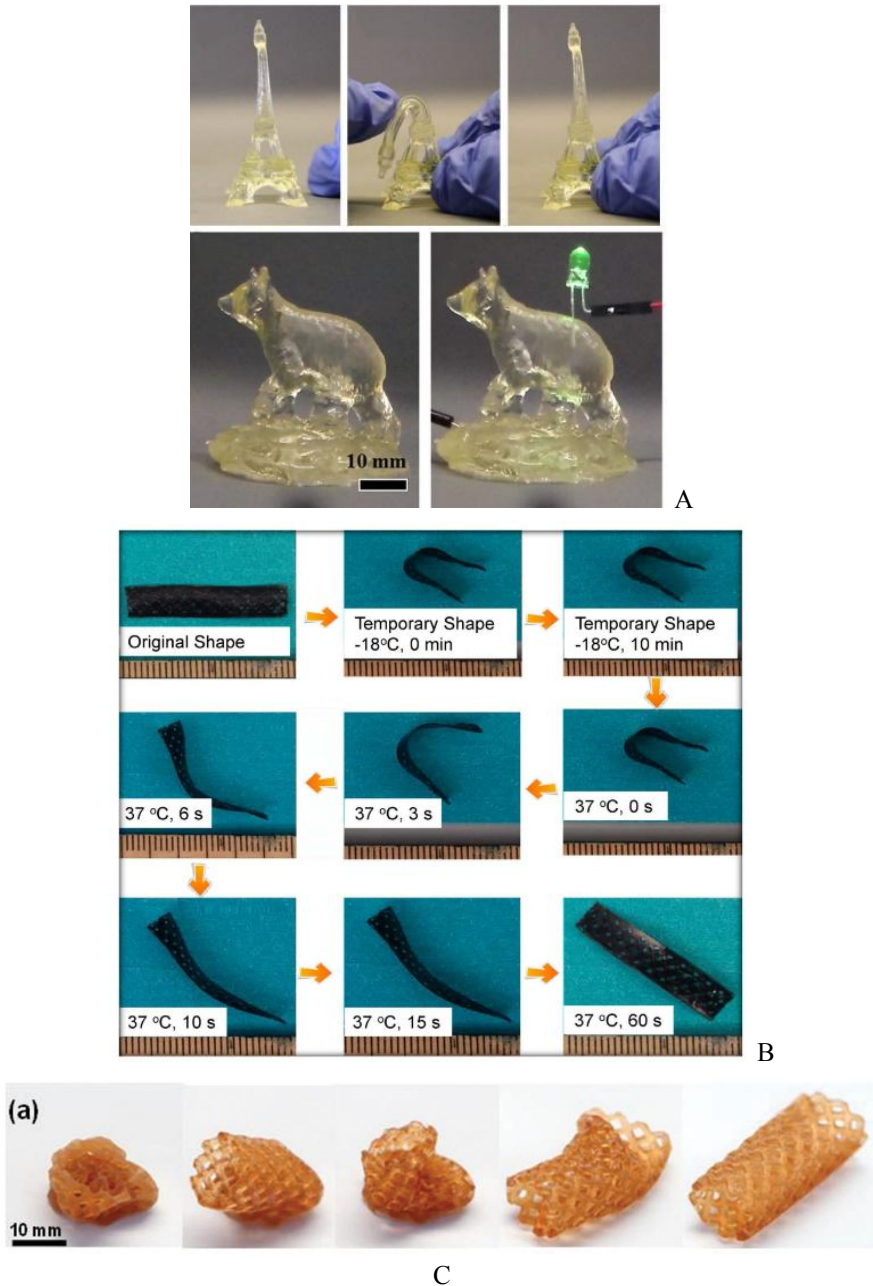 10 mm
A
Original Shape
Temporary Shape
-18°C, 0 min
Temporary Shape
-18°C, 10 min
37 °C, 6 s
37 °C, 3 s
37 °C, 0 s
37 °C, 10 s
37 °C, 15 s
37 °C, 60 s
B
(a)
10 mm
C